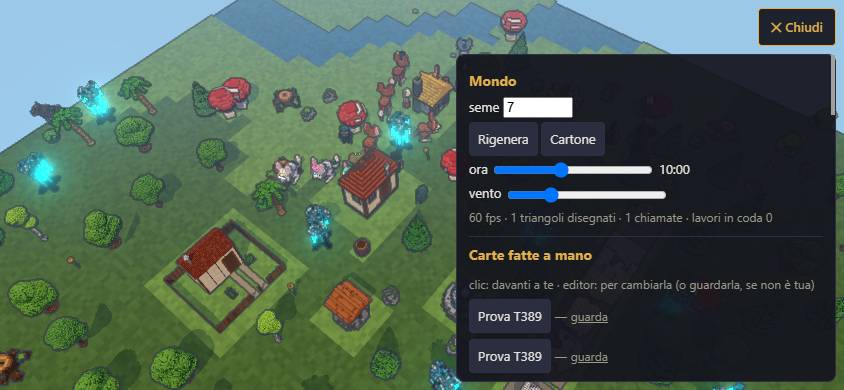 ✕ Chiudi
Mondo
seme 7
Rigenera Cartone
ora 10:00
vento
60 fps · 1 triangoli disegnati · 1 chiamate · lavori in coda 0
Carte fatte a mano
clic: davanti a te · editor: per cambiarla (o guardarla, se non è tua)
Prova T389 — guarda
Prova T389 — guarda